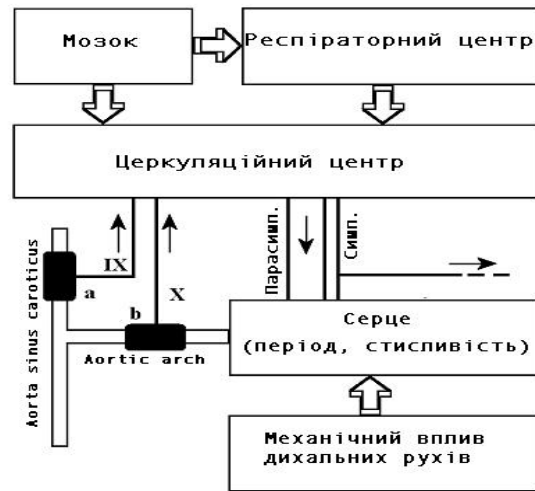 Мозок
Респіраторний центр
Церкуляційний центр
Aorta sinus caroticus
IX
a
X
b
Aortic arch
Парасимп.
Симп.
Серце
(період, стисливість)
Механічний вплив
дихальних рухів